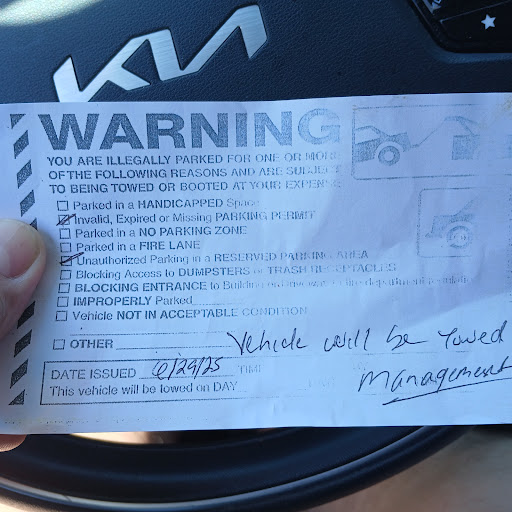 KIA
WARNING
YOU ARE ILLEGALLY PARKED FOR ONE OR MORE
OF THE FOLLOWING REASONS AND ARE SUBJECT
TO BEING TOWED OR BOOTED AT YOUR EXPENSE
Parked in a HANDICAPPED Space
Invalid, Expired or Missing PARKING PERMIT
Parked in a NO PARKING ZONE
Parked in a FIRE LANE
Unauthorized Parking in a RESERVED PARKING AREA
Blocking Access to DUMPSTERS or TRASH RECEPTACLES
BLOCKING ENTRANCE to Building
IMPROPERLY Parked
Vehicle NOT IN ACCEPTABLE CONDITION
OTHER Vehicle will be Towed
DATE ISSUED 6/29/25 TIME
Management
This vehicle will be towed on DAY